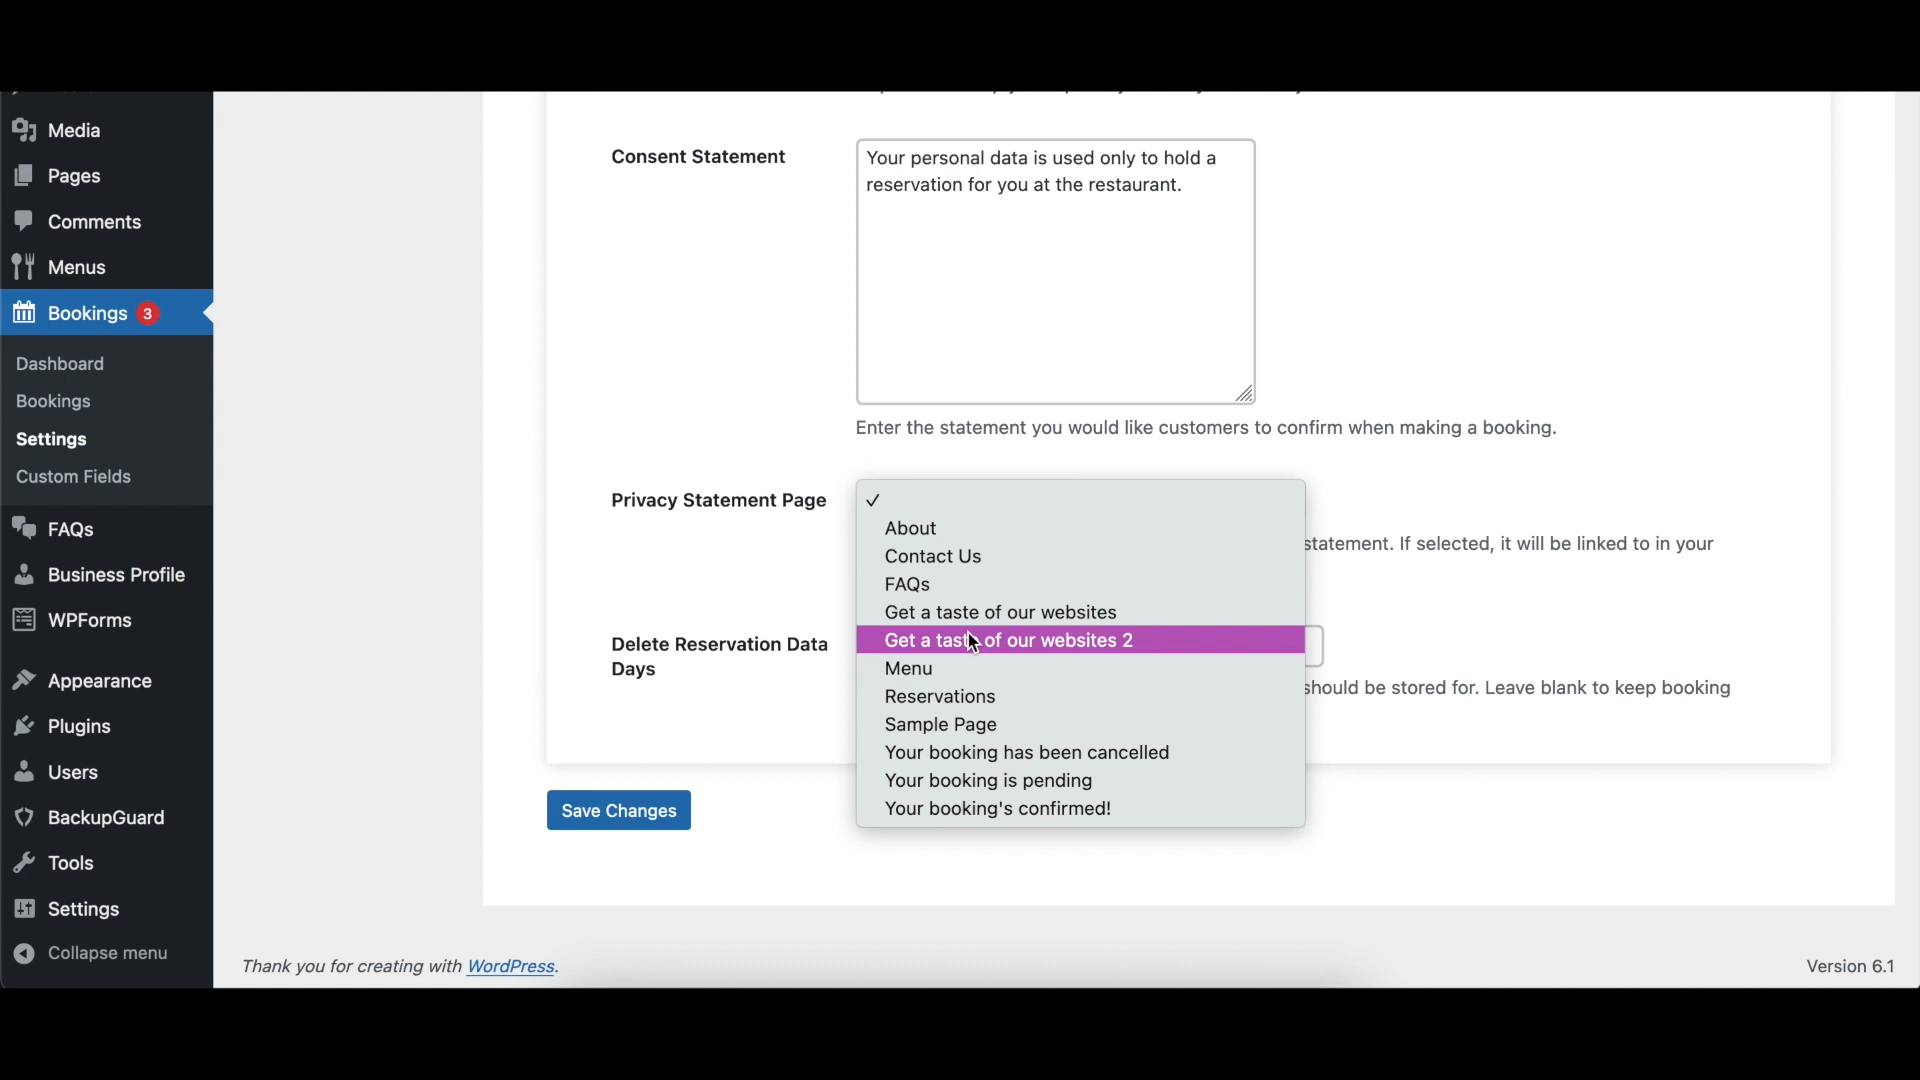 Media
Pages
Comments
Menus
Bookings 3
Dashboard
Bookings
Settings
Custom Fields
FAQs
Business Profile
WPForms
Appearance
Plugins
Users
BackupGuard
Tools
Settings
Collapse menu
Consent Statement
Your personal data is used only to hold a
reservation for you at the restaurant.
Enter the statement you would like customers to confirm when making a booking.
Privacy Statement Page
✓
About
Contact Us
FAQs
Get a taste of our websites
Get a taste of our websites 2
Menu
Reservations
Sample Page
Your booking has been cancelled
Your booking is pending
Your booking's confirmed!
statement. If selected, it will be linked to in your
Delete Reservation Data
Days
should be stored for. Leave blank to keep booking
Save Changes
Thank you for creating with WordPress.
Version 6.1